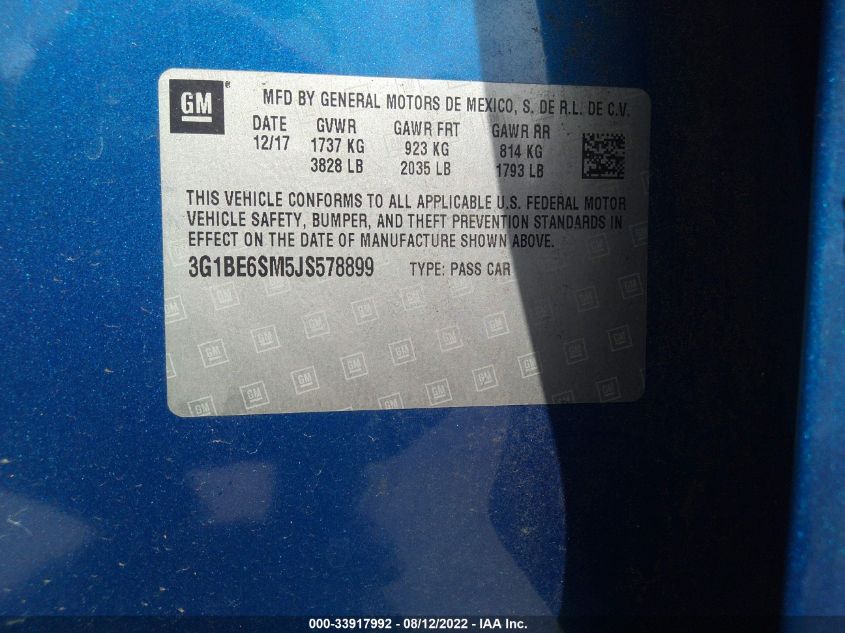 GM ® MFD BY GENERAL MOTORS DE MEXICO, S. DE R.L. DE C.V.
DATE GVWR GAWR FRT GAWR RR
12/17 1737 KG 923 KG 814 KG
3828 LB 2035 LB 1793 LB
THIS VEHICLE CONFORMS TO ALL APPLICABLE U.S. FEDERAL MOTOR
VEHICLE SAFETY, BUMPER, AND THEFT PREVENTION STANDARDS IN
EFFECT ON THE DATE OF MANUFACTURE SHOWN ABOVE.
3G1BE6SM5JS578899 TYPE: PASS CAR
000-33917992 - 08/12/2022 - IAA Inc.